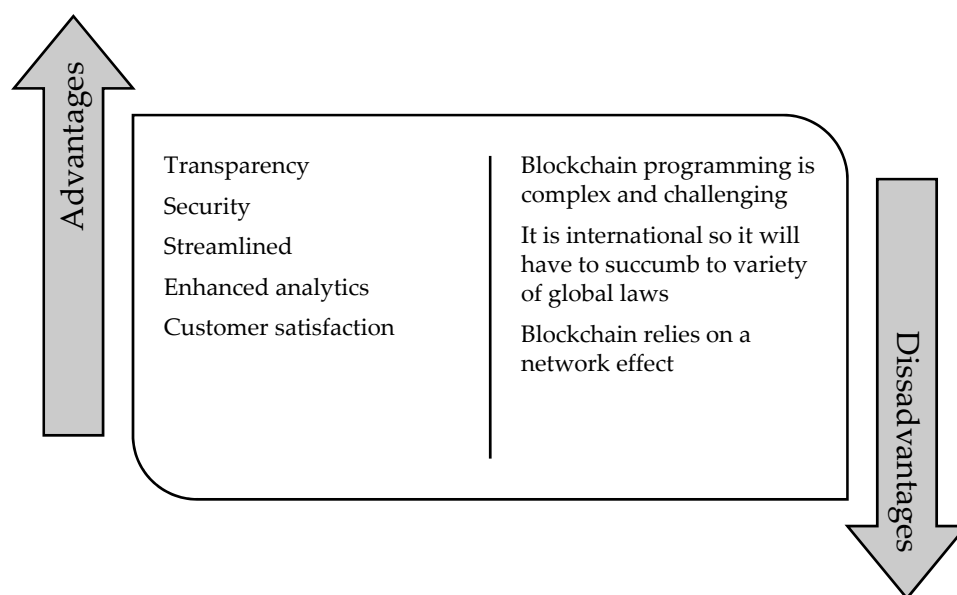 Advantages
Transparency
Security
Streamlined
Enhanced analytics
Customer satisfaction
Blockchain programming is
complex and challenging
It is international so it will
have to succumb to variety
of global laws
Blockchain relies on a
network effect
Dissadvantages